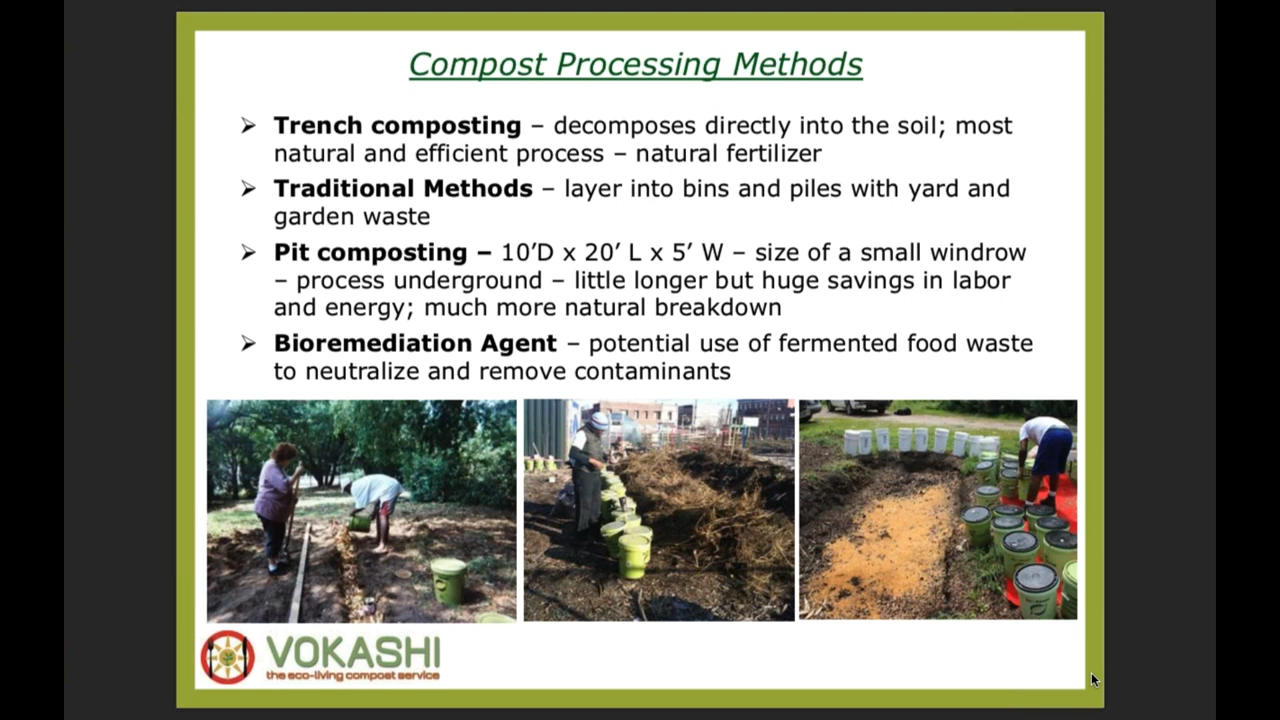 Compost Processing Methods
➢ Trench composting – decomposes directly into the soil; most
natural and efficient process – natural fertilizer
➢ Traditional Methods – layer into bins and piles with yard and
garden waste
➢ Pit composting – 10’D x 20’ L x 5’ W – size of a small windrow
– process underground – little longer but huge savings in labor
and energy; much more natural breakdown
➢ Bioremediation Agent – potential use of fermented food waste
to neutralize and remove contaminants
VOKASHI
the eco-living compost service